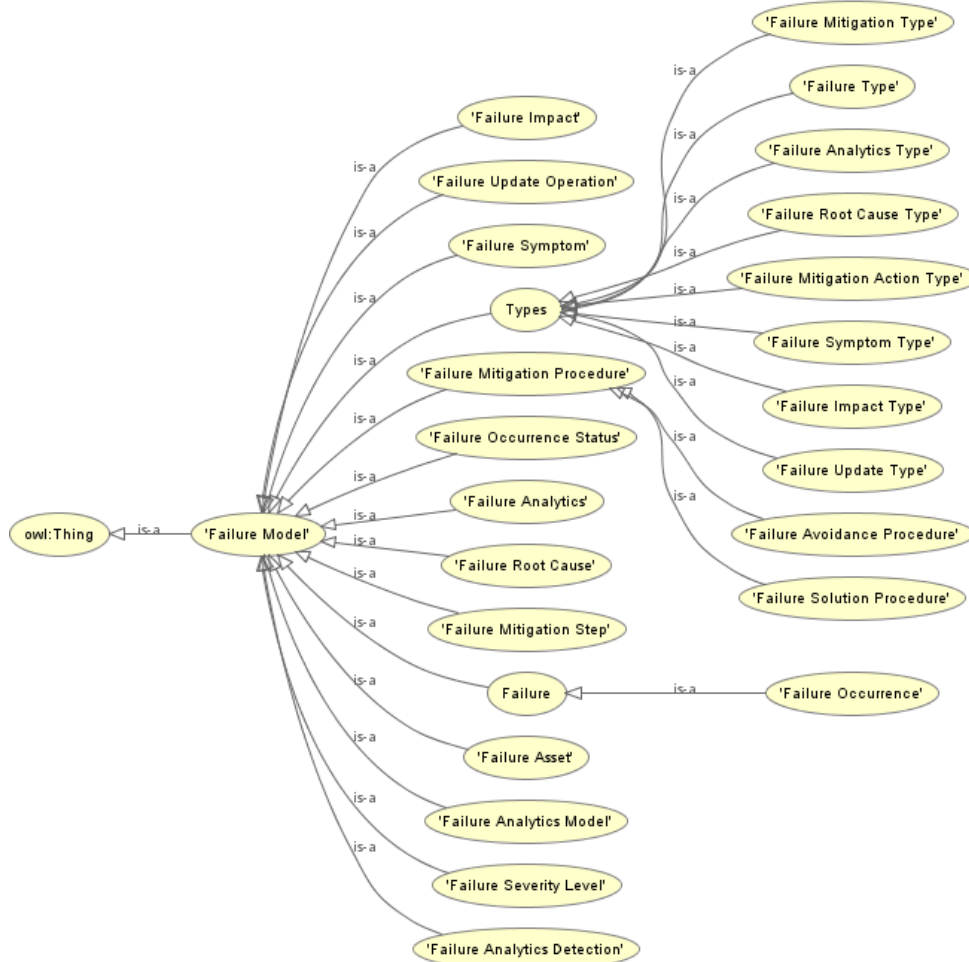 'Failure Mitigation Type'
is-a
'Failure Type'
'Failure Impact'
is-a
'Failure Analytics Type'
is-a
'Failure Update Operation'
is-a
'Failure Root Cause Type'
is-a
'Failure Symptom'
is-a
'Failure Mitigation Action Type'
is-a
Types
is-a
'Failure Symptom Type'
is-a
is-a
'Failure Mitigation Procedure'
'Failure Impact Type'
is-a
'Failure Occurrence Status'
is-a
'Failure Update Type'
is-a
is-a
'Failure Analytics'
is-a
is-a
owl:Thing
is-a
'Failure Model'
'Failure Avoidance Procedure'
is-a
'Failure Root Cause'
is-a
'Failure Solution Procedure'
'Failure Mitigation Step'
is-a
Failure
is-a
'Failure Occurrence'
is-a
'Failure Asset'
is-a
'Failure Analytics Model'
is-a
'Failure Severity Level'
is-a
'Failure Analytics Detection'